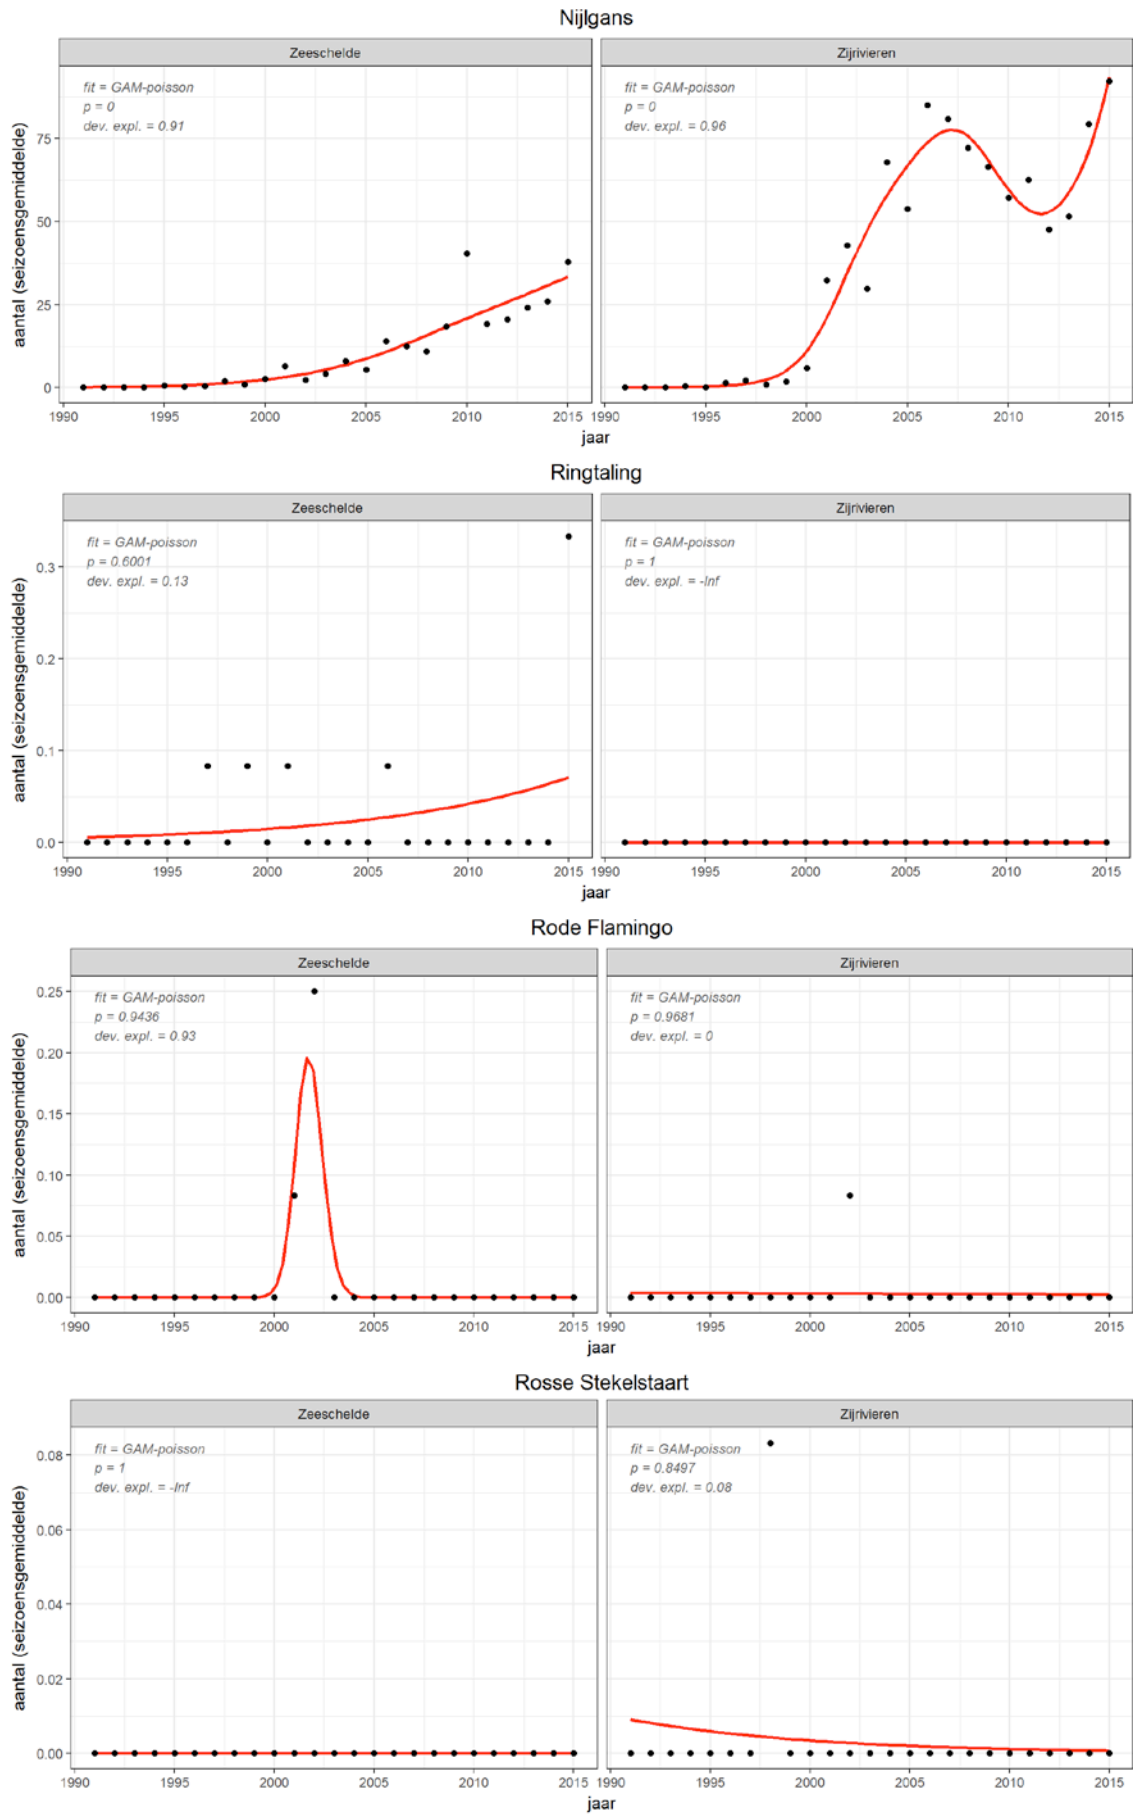 Nijlgans
Zeeschelde
Zijrivieren
fit = GAM-poisson
p = 0
dev. expl. = 0.91
fit = GAM-poisson
p = 0
dev. expl. = 0.96
aantal (seizoensgemiddelde)
75
50
25
0
1990 1995 2000 2005 2010 2015
1990 1995 2000 2005 2010 2015
jaar
Ringtaling
Zeeschelde
Zijrivieren
fit = GAM-poisson
p = 0.6001
dev. expl. = 0.13
fit = GAM-poisson
p = 1
dev. expl. = -Inf
aantal (seizoensgemiddelde)
0.3
0.2
0.1
0.0
1990 1995 2000 2005 2010 2015
1990 1995 2000 2005 2010 2015
jaar
Rode Flamingo
Zeeschelde
Zijrivieren
fit = GAM-poisson
p = 0.9436
dev. expl. = 0.93
fit = GAM-poisson
p = 0.9681
dev. expl. = 0
aantal (seizoensgemiddelde)
0.25
0.20
0.15
0.10
0.05
0.00
1990 1995 2000 2005 2010 2015
1990 1995 2000 2005 2010 2015
jaar
Rosse Stekelstaart
Zeeschelde
Zijrivieren
fit = GAM-poisson
p = 1
dev. expl. = -Inf
fit = GAM-poisson
p = 0.8497
dev. expl. = 0.08
aantal (seizoensgemiddelde)
0.08
0.06
0.04
0.02
0.00
1990 1995 2000 2005 2010 2015
1990 1995 2000 2005 2010 2015
jaar